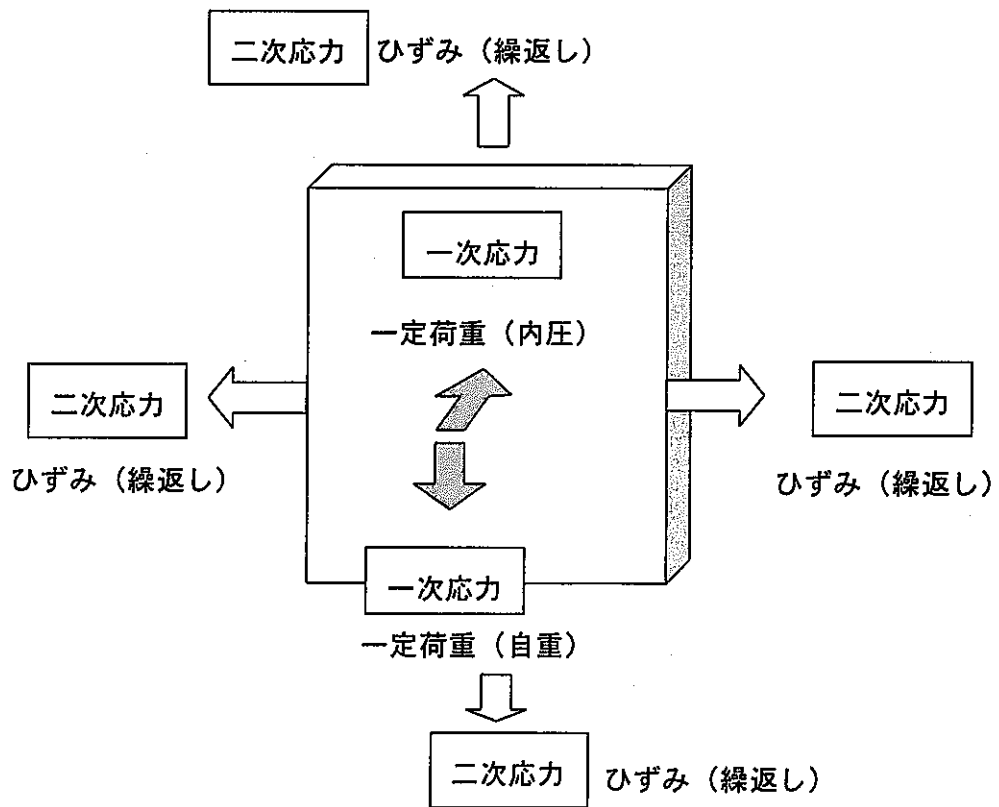 二次応力 ひずみ（繰返し）
一次応力
一定荷重（内圧）
二次応力
ひずみ（繰返し）
二次応力
ひずみ（繰返し）
一次応力
一定荷重（自重）
二次応力 ひずみ（繰返し）